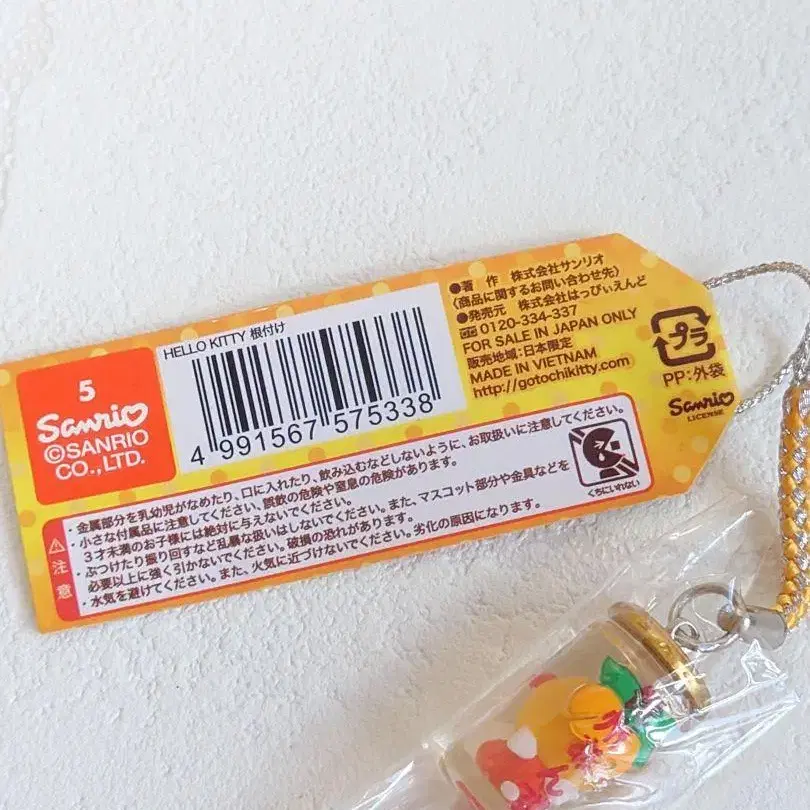 5
Sanrio
©SANRIO
CO.,LTD.
HELLO KITTY 根付け
4 991567 575338
●著 作 株式会社サンリオ
(商品に関するお問い合わせ先)
●発売元 株式会社はっぴぃえんど
0120-334-337
FOR SALE IN JAPAN ONLY
販売地域:日本限定
MADE IN VIETNAM
http://gotochikitty.com
プラ
PP:外袋
Sanrio
LICENSE
注意
・金属部分を乳幼児がなめたり、口に入れたり、飲み込むなどしないように、お取扱いに注意してください。
・小さな付属品に注意してください、誤飲の危険や窒息の危険があります。
3才未満のお子様には絶対に与えないでください。
・ぶつけたり振り回すなど乱暴な扱いはしないでください。また、マスコット部分や金具などを
必要以上に強く引かないでください。破損の恐れがあります。
・水気を避けてください。また、火気に近づけないでください。劣化の原因になります。
くちにいれない